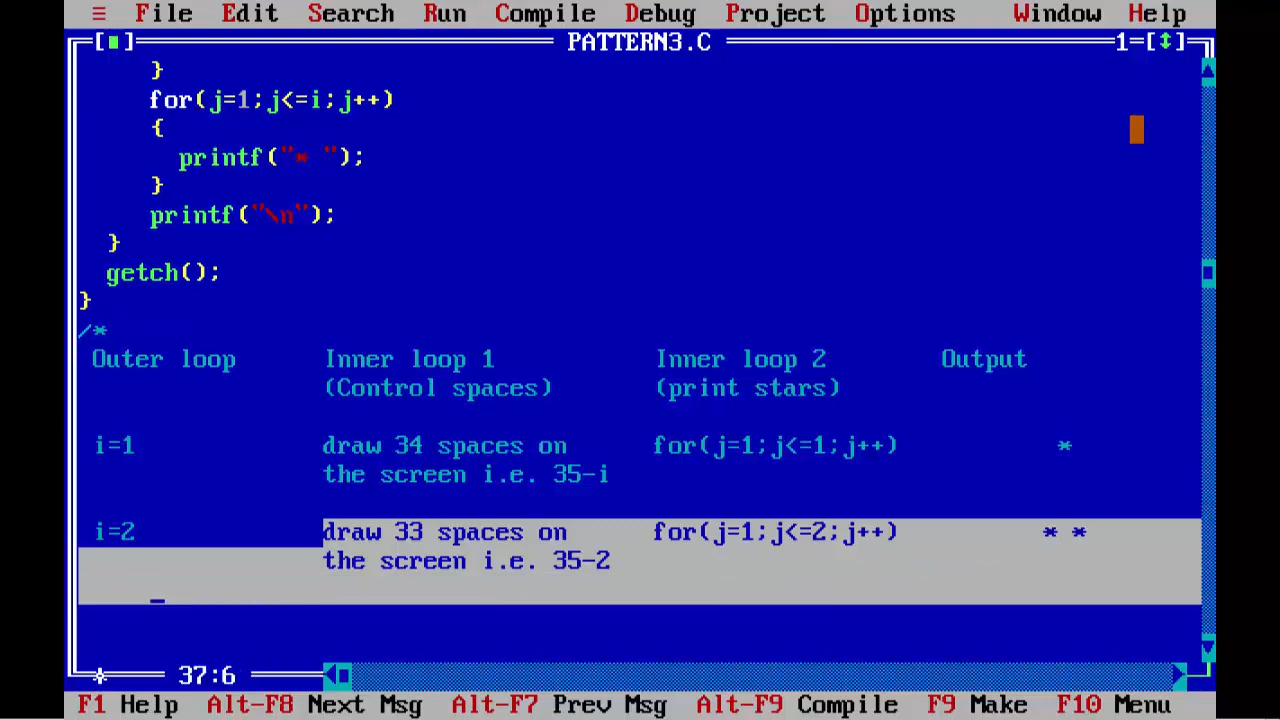 ≡ File Edit Search Run Compile Debug Project Options Window Help
[■] PATTERN3.C 1=[↕]
}
for(j=1;j<=i;j++)
{
printf("* ");
}
printf("\n");
}
getch();
}
/*
Outer loop Inner loop 1 Inner loop 2 Output
(Control spaces) (print stars)
i=1 draw 34 spaces on for(j=1;j<=1;j++) *
the screen i.e. 35-i
i=2 draw 33 spaces on for(j=1;j<=2;j++) * *
the screen i.e. 35-2
_
* 37:6
F1 Help Alt-F8 Next Msg Alt-F7 Prev Msg Alt-F9 Compile F9 Make F10 Menu